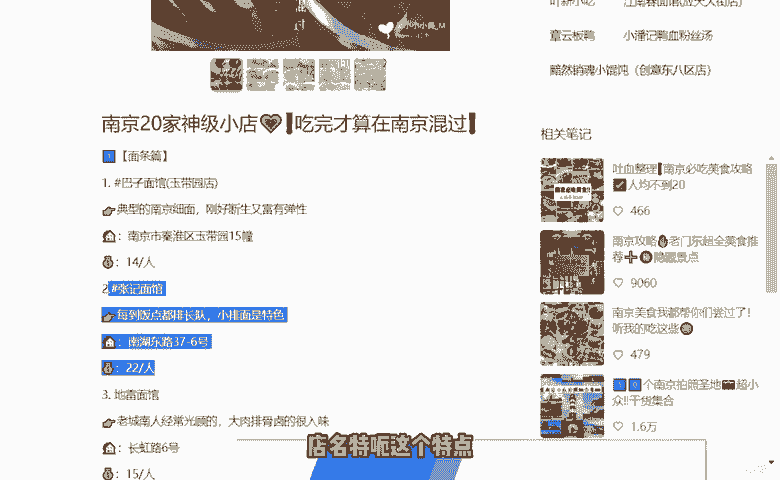 江南春面馆(应天大街店)
章云板鸭 小潘记鸭血粉丝汤
黯然销魂小馄饨（创意东八区店）
南京20家神级小店💗❗吃完才算在南京混过❗
1️⃣【面条篇】
1. #巴子面馆(玉带园店)
👉典型的南京细面，刚好断生又富有弹性
🏠：南京市秦淮区玉带园15幢
💰：14/人
2.#张记面馆
👉每到饭点都排长队，小排面是特色
🏠：南湖东路37-6号
💰：22/人
3. 地雷面馆
👉老城南人经常光顾的，大肉排骨卤的很入味
🏠：长虹路6号
💰：15/人
相关笔记
吐血整理❗南京必吃美食攻略
✅人均不到20
466
南京攻略🔥老门东超全美食推
荐➕隐藏景点
9060
南京美食我都帮你们尝过了！
听我的吃这些
479
1️⃣0️⃣个南京拍照圣地📷超小
众‼️干货集合
1.6万
店名特呃这个特点